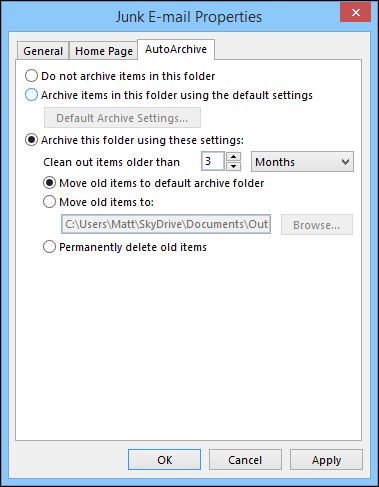 Junk E-mail Properties
General Home Page AutoArchive
Do not archive items in this folder
Archive items in this folder using the default settings
Default Archive Settings...
Archive this folder using these settings:
Clean out items older than 3 Months
Move old items to default archive folder
Move old items to:
C:\Users\Matt\SkyDrive\Documents\Out Browse...
Permanently delete old items
OK Cancel Apply